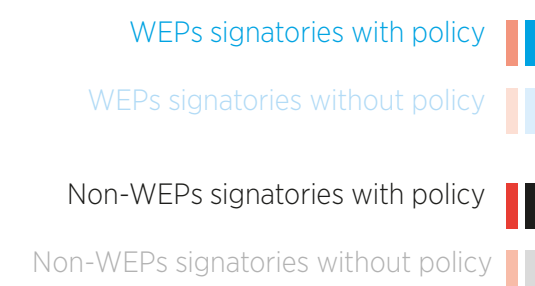 WEPs signatories with policy
WEPs signatories without policy
Non-WEPs signatories with policy
Non-WEPs signatories without policy